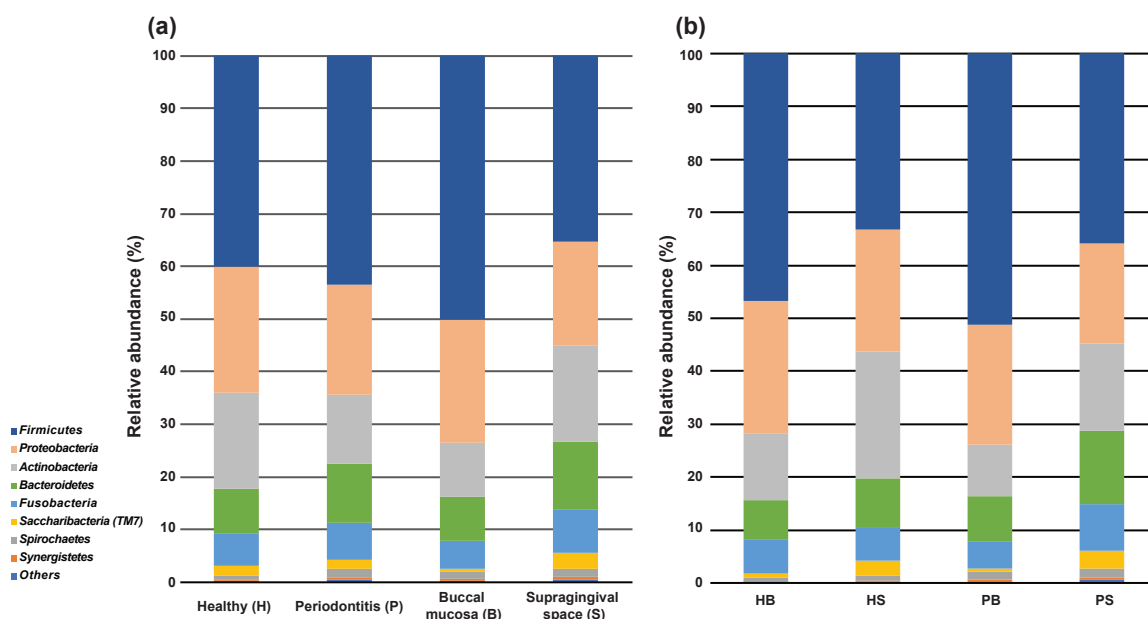 (a)
Relative abundance (%)
100
90
80
70
60
50
40
30
20
10
0
Healthy (H)
Periodontitis (P)
Buccal
mucosa (B)
Supragingival
space (S)
Firmicutes
Proteobacteria
Actinobacteria
Bacteroidetes
Fusobacteria
Saccharibacteria (TM7)
Spirochaetes
Synergistetes
Others
(b)
Relative abundance (%)
100
90
80
70
60
50
40
30
20
10
0
HB
HS
PB
PS